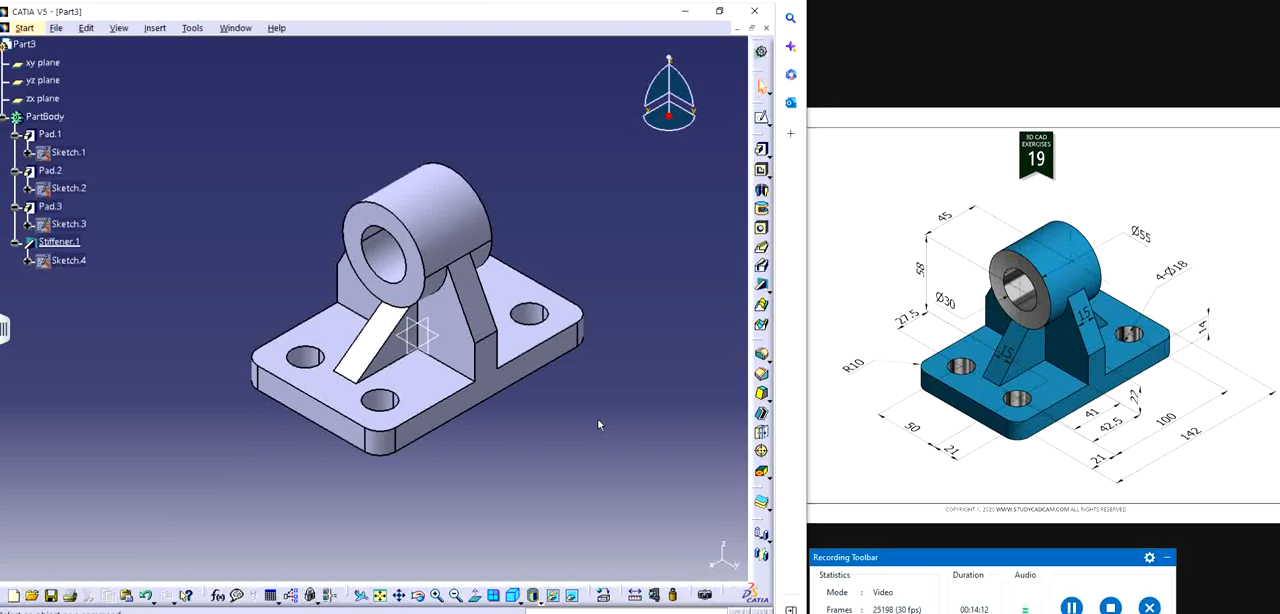 CATIA V5 - [Part3]
Start File Edit View Insert Tools Window Help
Part3
xy plane
yz plane
zx plane
PartBody
Pad.1
Sketch.1
Pad.2
Sketch.2
Pad.3
Sketch.3
Stiffener.1
Sketch.4
z
x
y
CATIA
3D CAD
EXERCISES
19
45
Ø55
58
4-Ø18
Ø30
27.5
15
14
15
R10
41
27
42.5
100
50
21
142
21
COPYRIGHT © 2020 WWW.STUDYCADCAM.COM ALL RIGHTS RESERVED
Recording Toolbar
Statistics Duration Audio
Mode : Video
Frames : 25198 (30 fps) 00:14:12